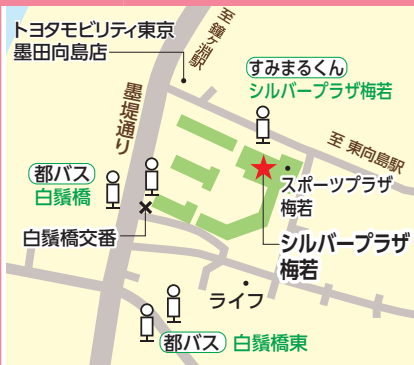 トヨタモビリティ東京
墨田向島店
至 鐘ヶ淵駅
すみまるくん
シルバープラザ梅若
墨堤通り
至 東向島駅
都バス
白鬚橋
スポーツプラザ
梅若
白鬚橋交番
シルバープラザ
梅若
ライフ
都バス 白鬚橋東